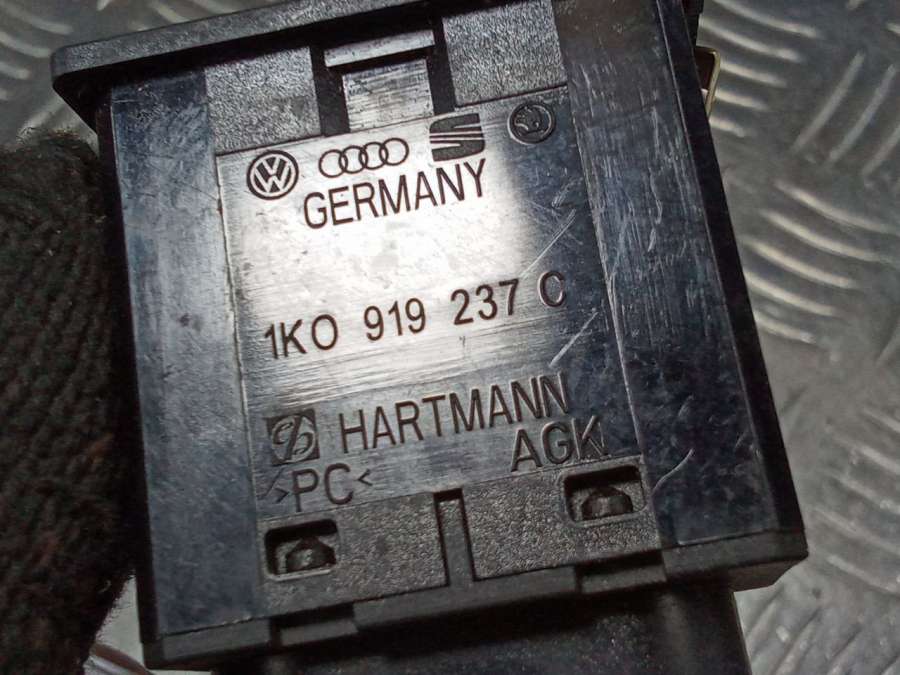 GERMANY
1K0 919 237 C
HARTMANN
AGK
>PC<